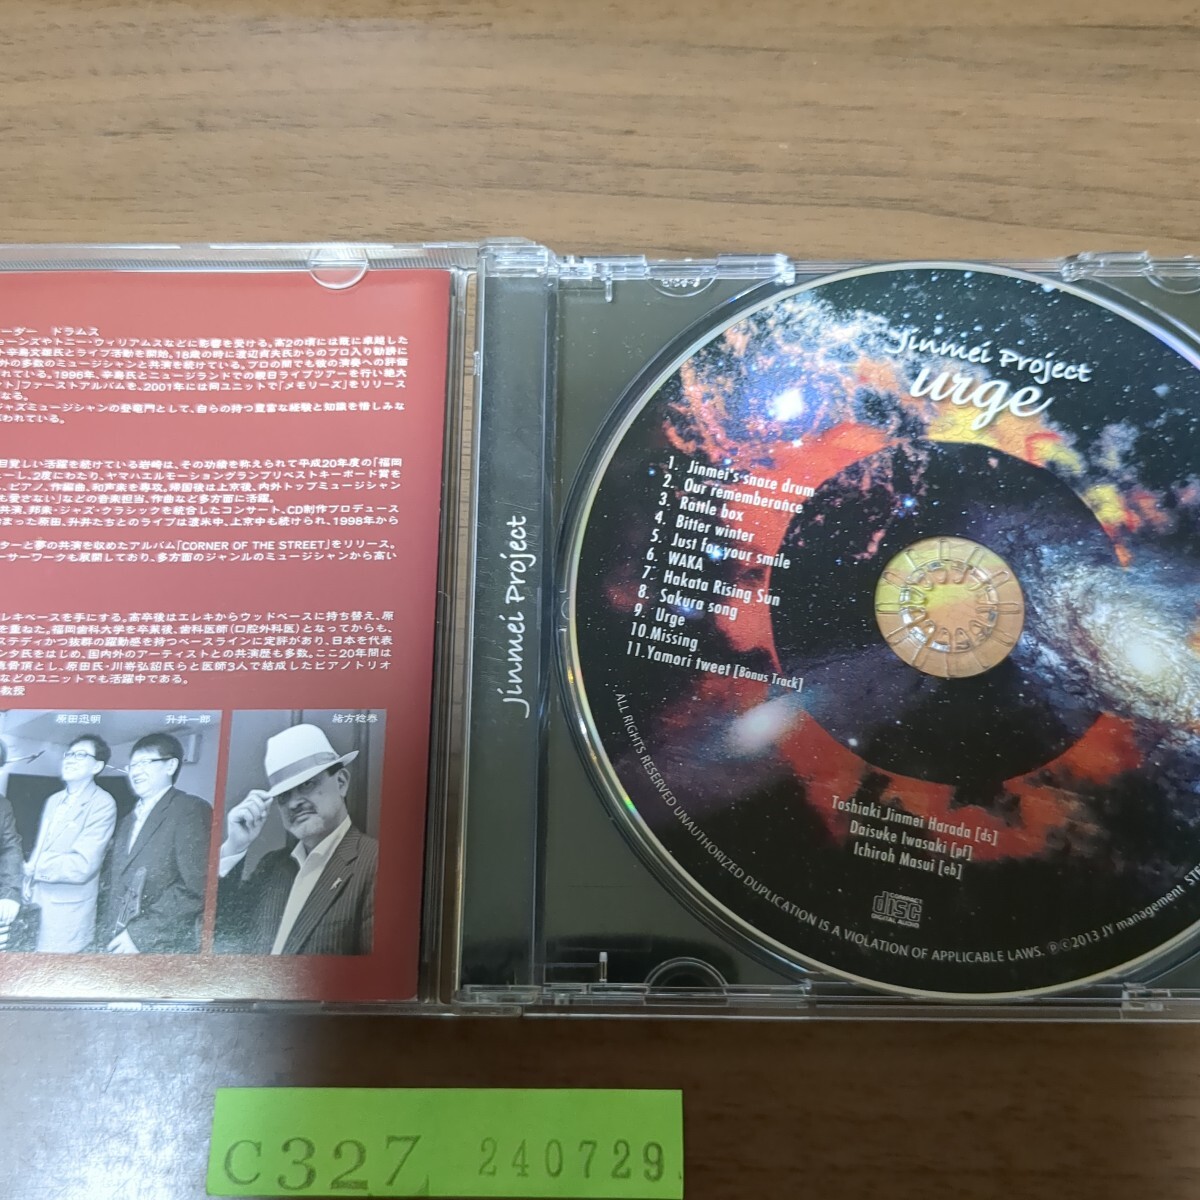 ーダー ドラムス
ョーンズやトニー・ウィリアムスなどに影響を受ける。高2の頃には既に卓越した
ト辛島文雄氏とライブ活動を開始。18歳の時に渡辺貞夫氏からのプロ入り勧誘に
外の多数のミュージシャンと共演を続けている。プロの間でも彼の演奏への評価
れている。1996年、辛島氏とニュージランドでの親日ライブツアーを行い絶大
ント」ファーストアルバムを、2001年には同ユニットで「メモリーズ」をリリース
なる。
ジャズミュージシャンの登竜門として、自らの持つ豊富な経験と知識を惜しみな
われている。
目覚しい活躍を続けている岩崎は、その功績を称えられて平成20年度の「福岡
ーし、2度にわたり、ヤマハエルモーショングランプリベストキーボード賞を
、ピアノ、作編曲、和声楽を専攻。帰国後は上京後、内外トップミュージシャン
も愛せない」などの音楽担当、作曲など多方面に活躍。
共演、邦楽・ジャズ・クラシックを統合したコンサート、CD制作プロデュース
まった原田、升井たちとのライブは渡米中、上京中も続けられ、1998年から
ターと夢の共演を収めたアルバム「CORNER OF THE STREET」をリリース。
ーサーワークも展開しており、多方面のジャンルのミュージシャンから高い
レキベースを手にする。高卒後はエレキからウッドベースに持ち替え、原
を重ねた。福岡歯科大学を卒業後、歯科医師(口腔外科医)となってからも、
ステディかつ抜群の躍動感を持つベースラインに定評があり、日本を代表
ンタ氏をはじめ、国内外のアーティストとの共演歴も多数。ここ20年間は
骨頂とし、原田氏・川嵜弘詔氏らと医師3人で結成したピアノトリオ
などのユニットでも活躍中である。
教授
原田迅明 升井一郎 緒方稔泰
Jinmei Project
Jinmei Project
urge
1. Jinmei's snare drum
2. Our rememberance
3. Rattle box
4. Bitter winter
5. Just for your smile
6. WAKA
7. Hakata Rising Sun
8. Sakura song
9. Urge
10.Missing
11.Yamori tweet [Bonus Track]
Toshiaki Jinmei Harada [ds]
Daisuke Iwasaki [pf]
Ichiroh Masui [eb]
COMPACT
disc
DIGITAL AUDIO
ALL RIGHTS RESERVED UNAUTHORIZED DUPLICATION IS A VIOLATION OF APPLICABLE LAWS. ℗©2013 JY management STE
C327 240729